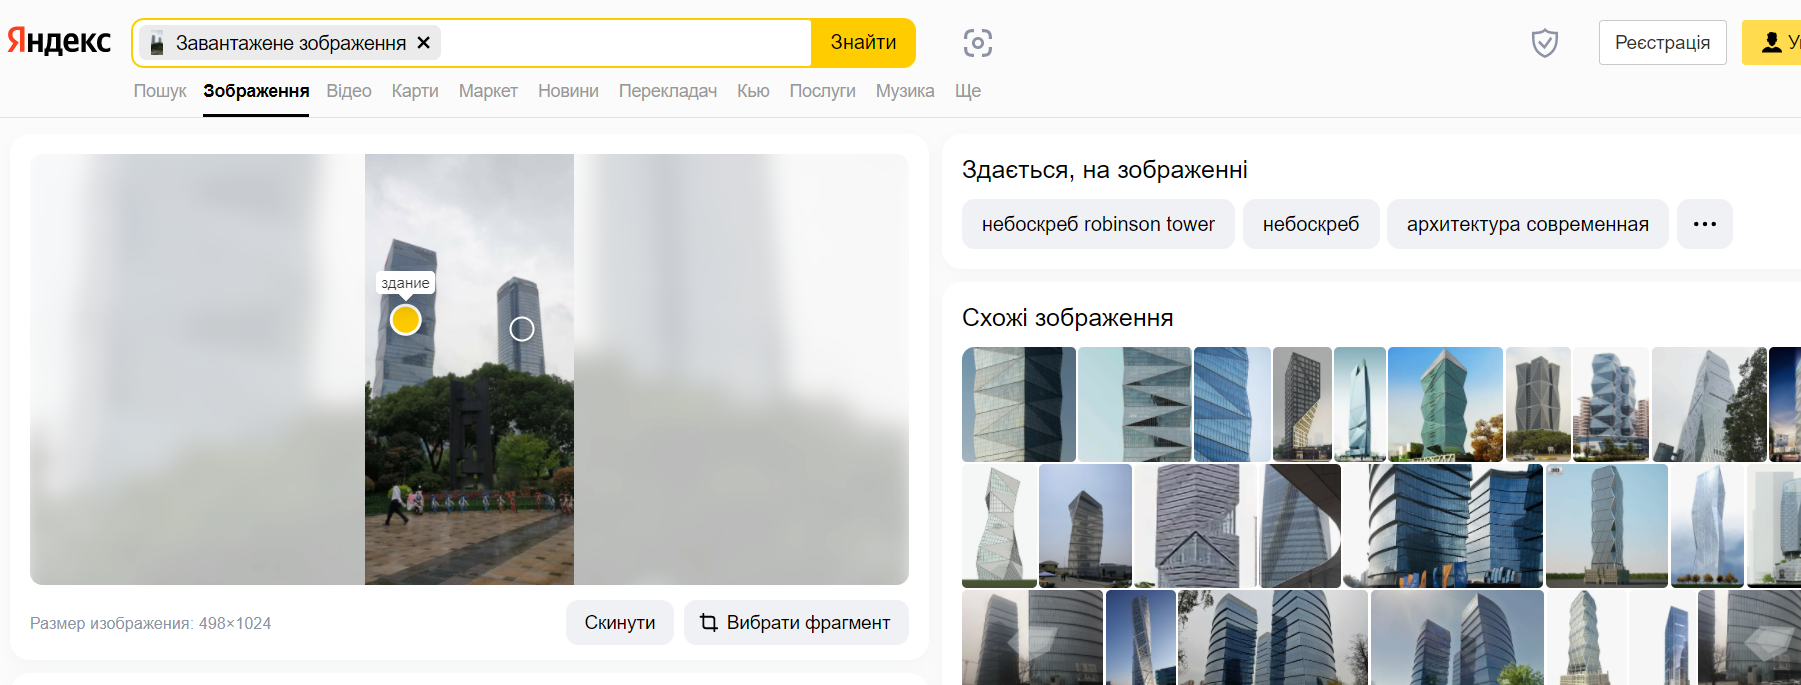 Яндекс
Завантажене зображення
Знайти
Реєстрація
Пошук Зображення Відео Карти Маркет Новини Перекладач Кью Послуги Музика Ще
здание
Размер изображения: 498×1024
Скинути
Вибрати фрагмент
Здається, на зображенні
небоскреб robinson tower
небоскреб
архитектура современная
Схожі зображення